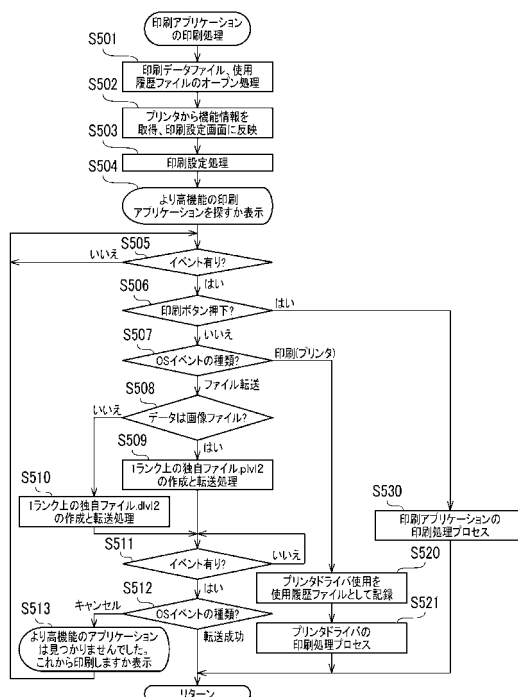 印刷アプリケーション
の印刷処理
S501
印刷データファイル、使用
履歴ファイルのオープン処理
S502
プリンタから機能情報を
取得、印刷設定画面に反映
S503
印刷設定処理
S504
より高機能の印刷
アプリケーションを探すか表示
S505
いいえ
イベント有り?
はい
S506
印刷ボタン押下?
はい
いいえ
S507
OSイベントの種類?
印刷(プリンタ)
ファイル転送
S508
いいえ
データは画像ファイル?
はい
S509
1ランク上の独自ファイル.plvl2
の作成と転送処理
S510
1ランク上の独自ファイル.dlvl2
の作成と転送処理
S530
印刷アプリケーションの
印刷処理プロセス
S511
イベント有り?
いいえ
はい
S520
プリンタドライバ使用を
使用履歴ファイルとして記録
S512
キャンセル
OSイベントの種類?
転送成功
S513
より高機能のアプリケーション
は見つかりませんでした。
これから印刷しますか表示
S521
プリンタドライバの
印刷処理プロセス
リターン